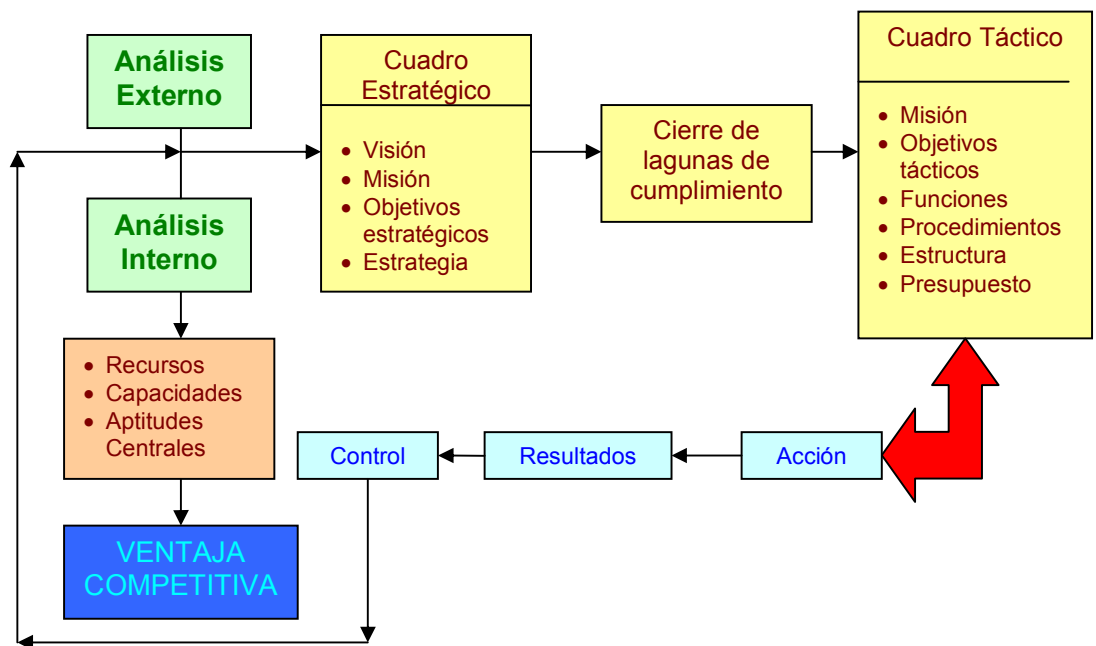 Análisis
Externo
Análisis
Interno
• Recursos
• Capacidades
• Aptitudes
Centrales
VENTAJA
COMPETITIVA
Cuadro
Estratégico
• Visión
• Misión
• Objetivos
estratégicos
• Estrategia
Cierre de
lagunas de
cumplimiento
Cuadro Táctico
• Misión
• Objetivos
tácticos
• Funciones
• Procedimientos
• Estructura
• Presupuesto
Acción
Resultados
Control